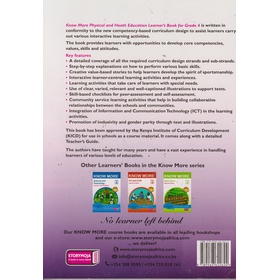 Know More Physical and Health Education Learner's Book for Grade 6 is written in
conformity to the new competency-based curriculum design to assist learners carry
out various interactive learning activities.
The book provides learners with opportunities to develop core competencies,
values, skills and attitudes.
Key features
• A detailed coverage of all the required curriculum design strands and sub-strands.
• Step-by-step explanations on how to perform various basic skills.
• Creative value-based stories to help learners develop the spirit of sportsmanship.
• Interactive learner-centred learning activities and experiences.
• Learning activities that take care of learners with special needs.
• Use of clear, varied, relevant and well-captioned illustrations to support text.
• Skill-based checklists for peer-assessment and self-assessment.
• Community service learning activities that help in building collaborative
relationships between the schools and communities.
• Integration of Information and Communication Technology (ICT) in the learning
activities.
• Promotion of inclusivity and gender parity through text and illustrations.
This book has been approved by the Kenya Institute of Curriculum Development
(KICD) for use in schools as a course material. It comes along with a detailed
Teacher's Guide.
The authors have taught for many years and have a vast experience in handling
learners of various levels of education.
Other Learners' Books in the Know More series
KNOW MORE
KNOW MORE
KNOW MORE
No learner left behind
Our KNOW MORE course books are available in all leading bookshops
and our e-store: www.storymojaafrica.co.ke
... we deliver!
STORYMOJA
www.storymojaafrica.co.ke